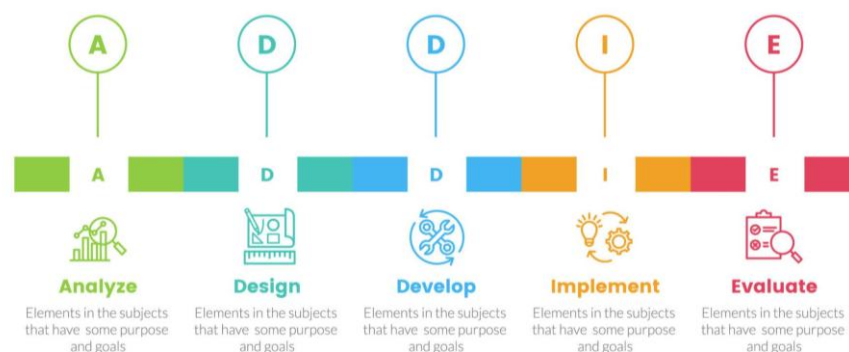 A D D I E
A D D I E
Analyze Design Develop Implement Evaluate
Elements in the subjects
that have some purpose
and goals
Elements in the subjects
that have some purpose
and goals
Elements in the subjects
that have some purpose
and goals
Elements in the subjects
that have some purpose
and goals
Elements in the subjects
that have some purpose
and goals